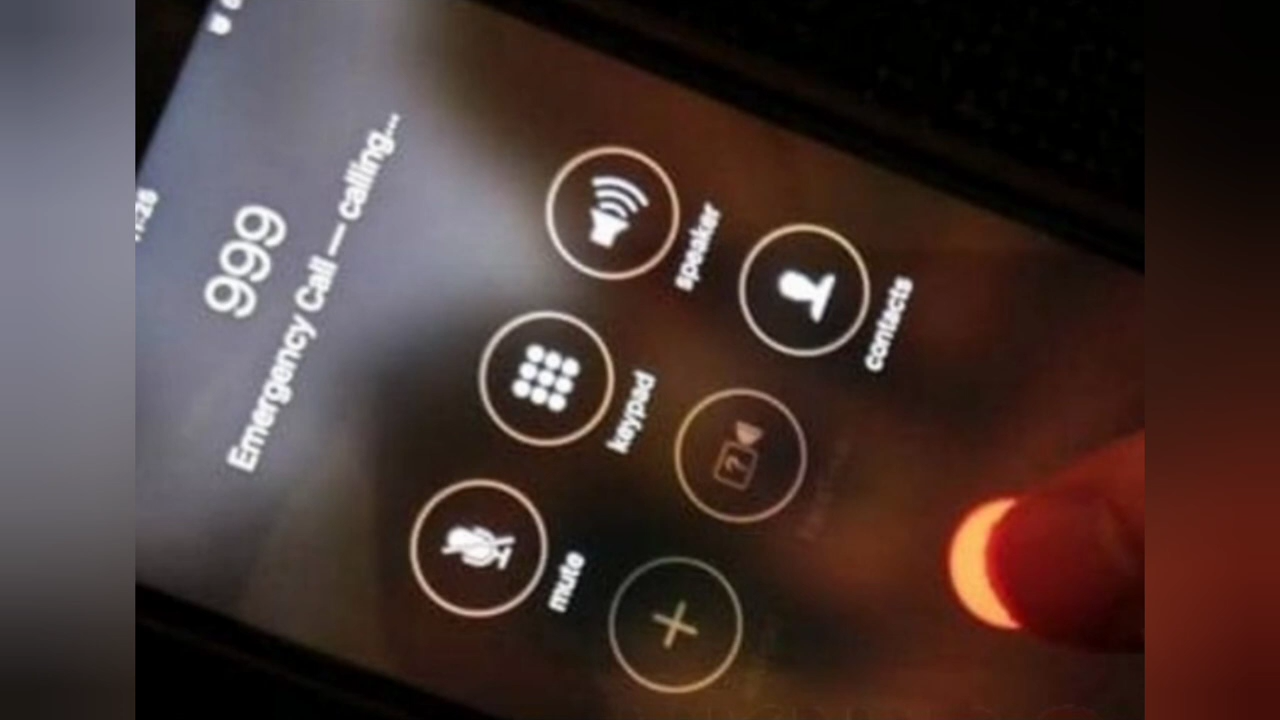 999
Emergency Call — calling...
mute
keypad
speaker
contacts